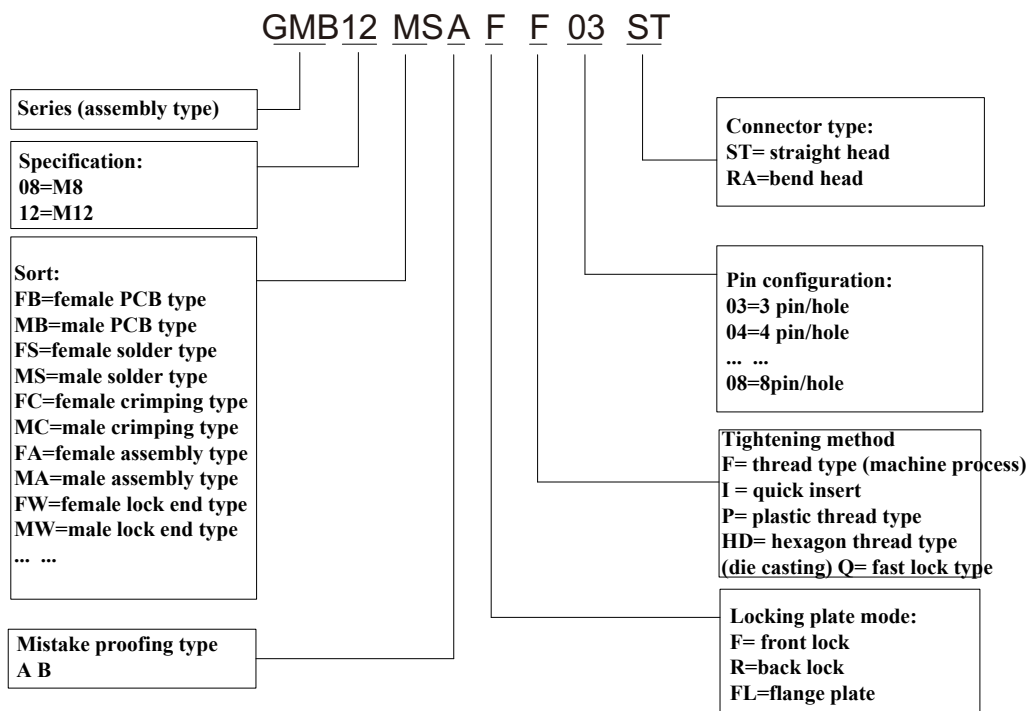 GMB12 MSA F F 03 ST
Series (assembly type)
Specification:
08=M8
12=M12
Sort:
FB=female PCB type
MB=male PCB type
FS=female solder type
MS=male solder type
FC=female crimping type
MC=male crimping type
FA=female assembly type
MA=male assembly type
FW=female lock end type
MW=male lock end type
... ...
Mistake proofing type
A B
Connector type:
ST= straight head
RA=bend head
Pin configuration:
03=3 pin/hole
04=4 pin/hole
... ...
08=8pin/hole
Tightening method
F= thread type (machine process)
I = quick insert
P= plastic thread type
HD= hexagon thread type
(die casting) Q= fast lock type
Locking plate mode:
F= front lock
R=back lock
FL=flange plate